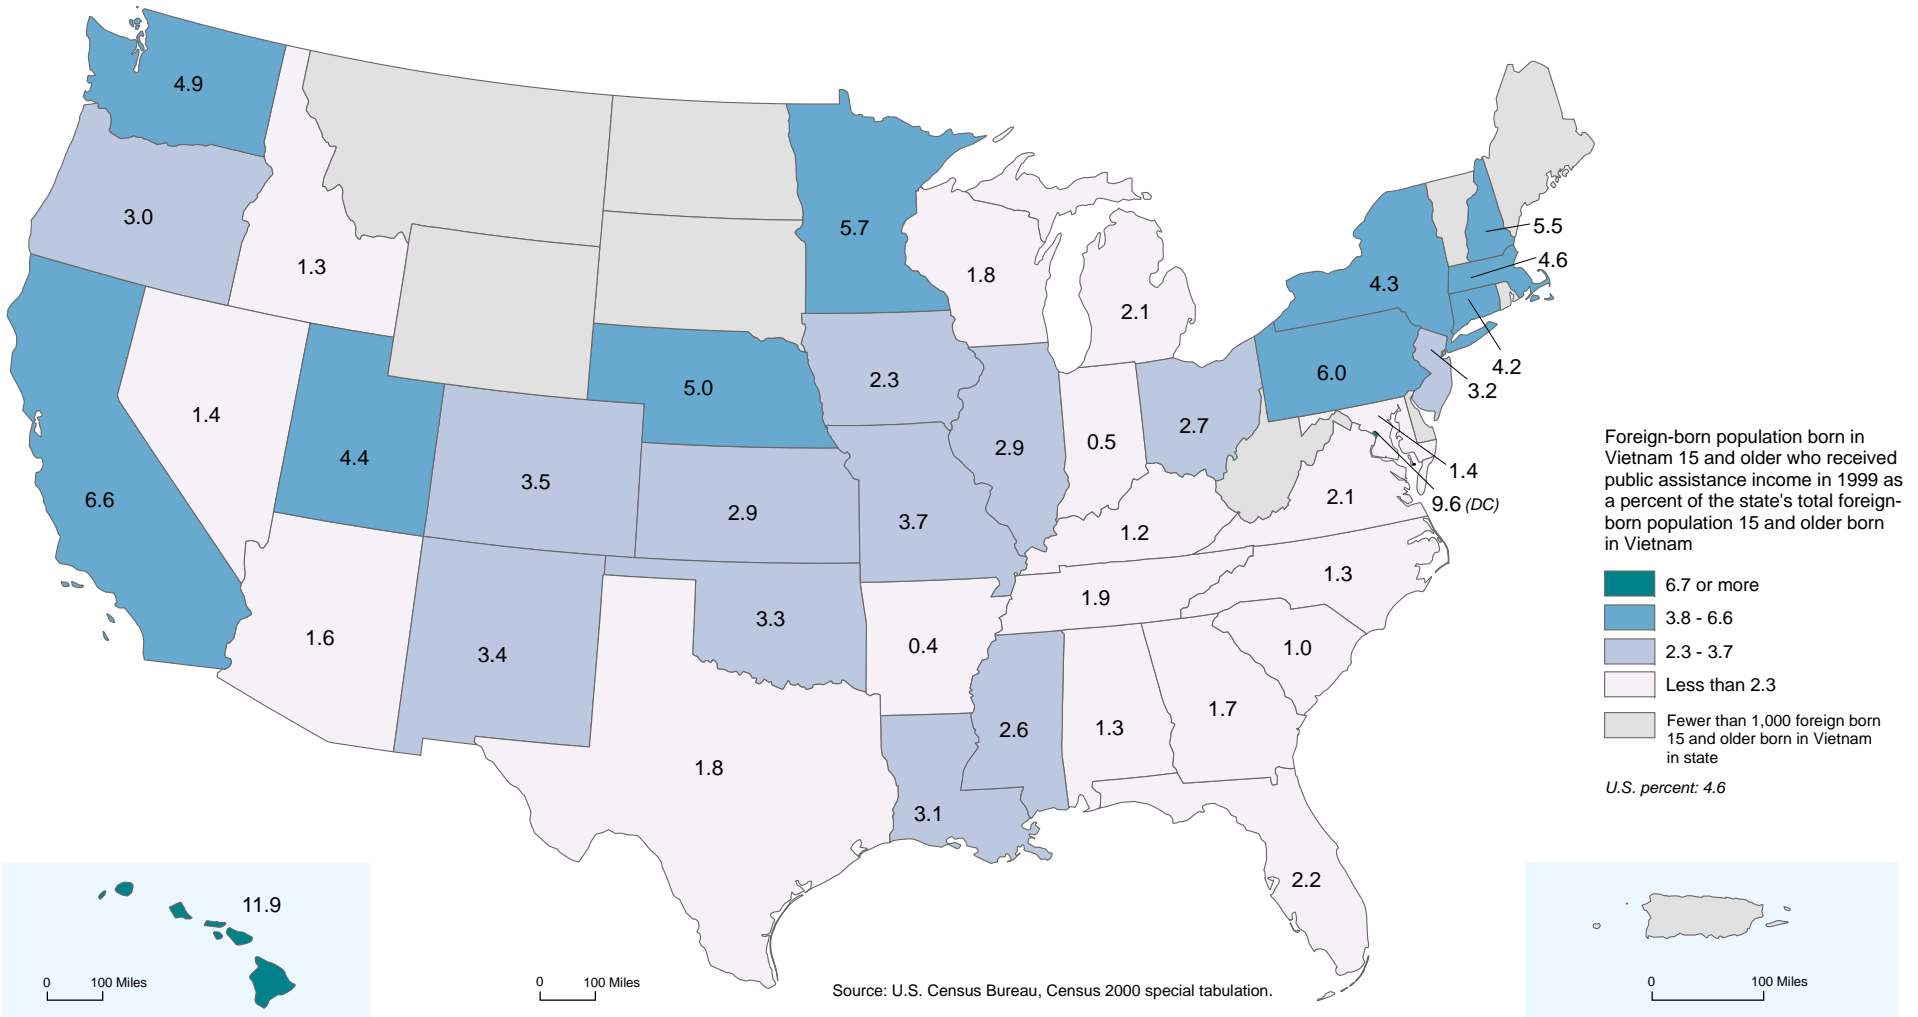 4.9
3.0
1.3
5.7
1.8
2.1
5.5
4.6
4.3
4.2
3.2
6.0
1.4
4.4
6.6
5.0
2.3
2.9
0.5
2.7
3.5
2.9
3.7
1.2
2.1
1.4
9.6 (DC)
1.6
3.4
3.3
0.4
1.9
1.3
1.0
1.8
3.1
2.6
1.3
1.7
2.2
11.9
Foreign-born population born in
Vietnam 15 and older who received
public assistance income in 1999 as
a percent of the state's total foreign-
born population 15 and older born
in Vietnam
6.7 or more
3.8 - 6.6
2.3 - 3.7
Less than 2.3
Fewer than 1,000 foreign born
15 and older born in Vietnam
in state
U.S. percent: 4.6
0 100 Miles
0 100 Miles
0 100 Miles
Source: U.S. Census Bureau, Census 2000 special tabulation.